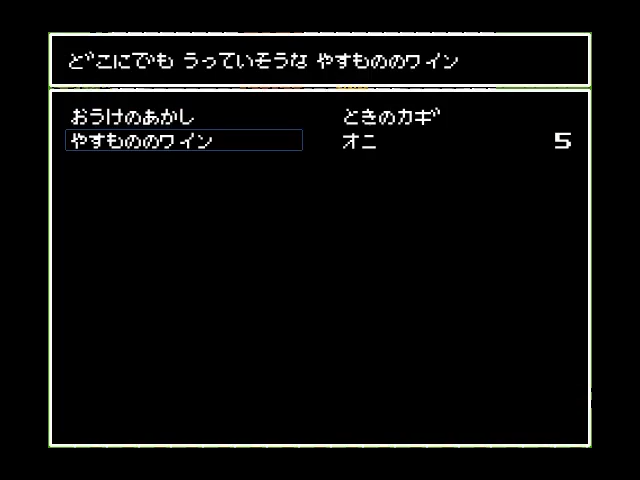 どこにでも うっていそうな やすもののワイン
おうけのあかし ときのカギ
やすもののワイン オニ 5